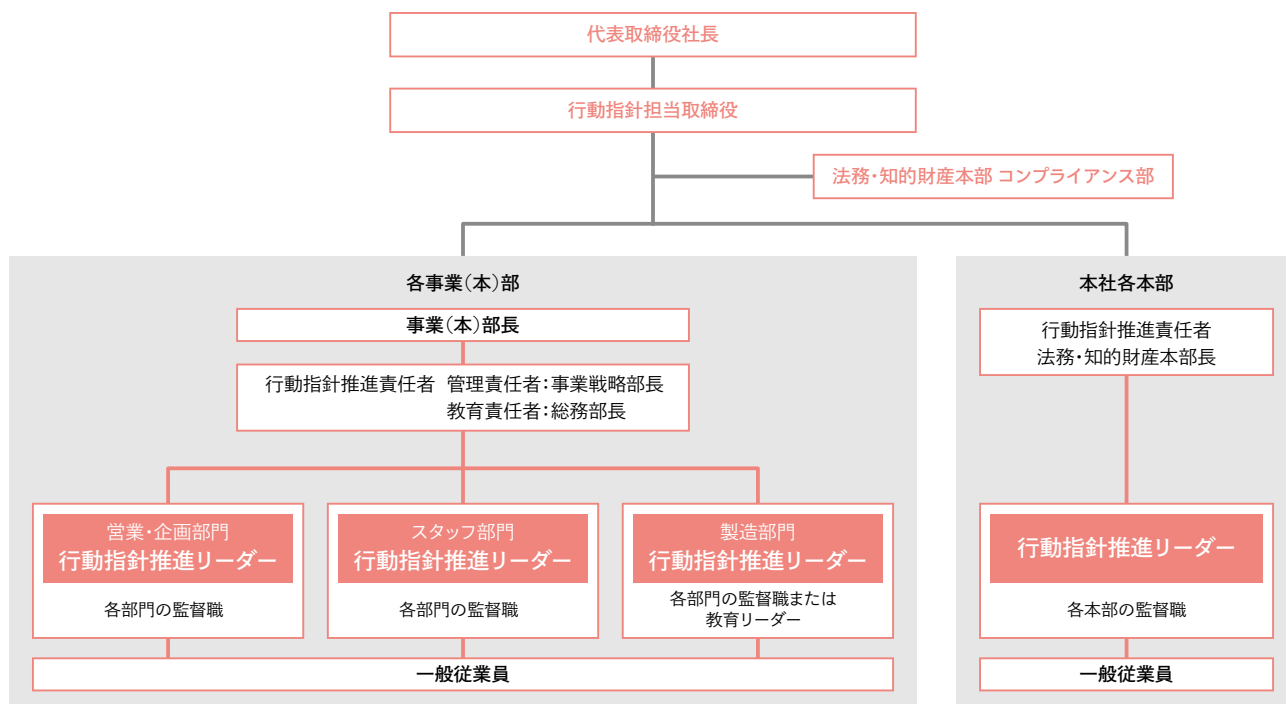 代表取締役社長
行動指針担当取締役
法務・知的財産本部 コンプライアンス部
各事業（本）部
事業（本）部長
行動指針推進責任者 管理責任者：事業戦略部長
教育責任者：総務部長
営業・企画部門
行動指針推進リーダー
各部門の監督職
スタッフ部門
行動指針推進リーダー
各部門の監督職
製造部門
行動指針推進リーダー
各部門の監督職または
教育リーダー
一般従業員
本社各本部
行動指針推進責任者
法務・知的財産本部長
行動指針推進リーダー
各本部の監督職
一般従業員